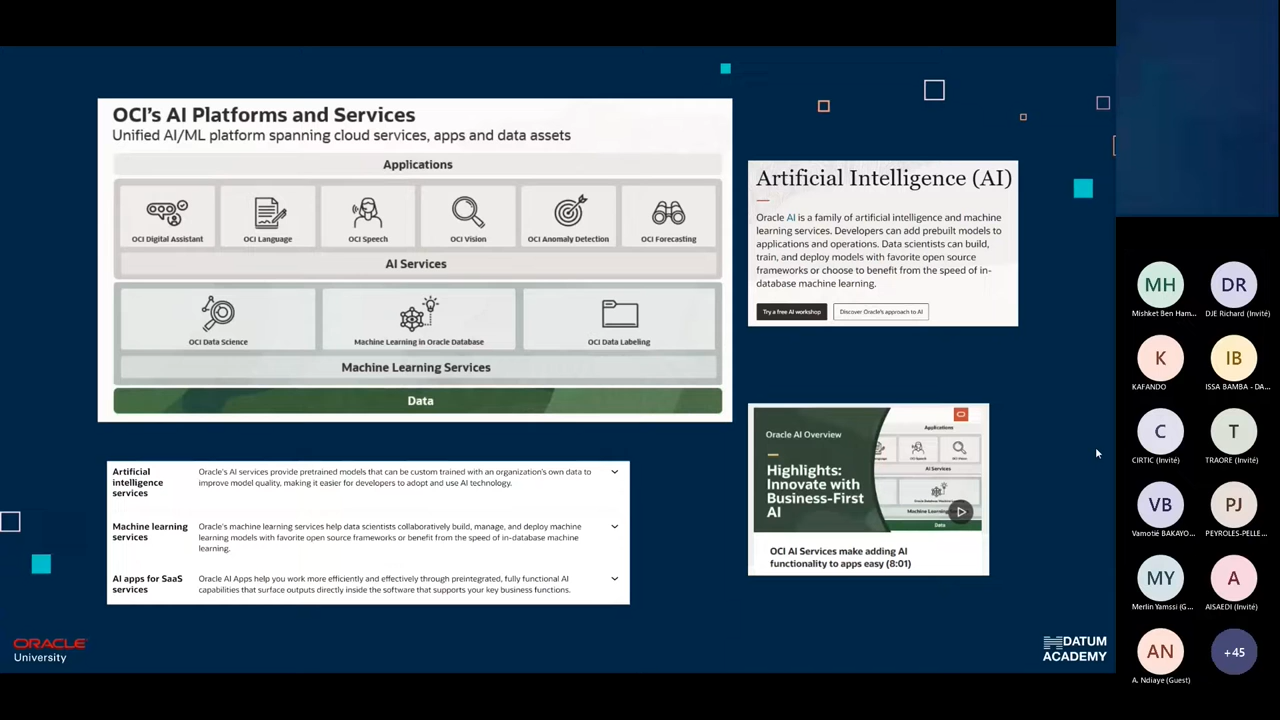 OCI's AI Platforms and Services
Unified AI/ML platform spanning cloud services, apps and data assets
Applications
OCI Digital Assistant
OCI Language
OCI Speech
OCI Vision
OCI Anomaly Detection
OCI Forecasting
AI Services
OCI Data Science
Machine Learning in Oracle Database
OCI Data Labeling
Machine Learning Services
Data
Artificial Intelligence (AI)
Oracle AI is a family of artificial intelligence and machine
learning services. Developers can add prebuilt models to
applications and operations. Data scientists can build,
train, and deploy models with favorite open source
frameworks or choose to benefit from the speed of in-
database machine learning.
Try a free AI workshop
Discover Oracle's approach to AI
Artificial
intelligence
services
Oracle's AI services provide pretrained models that can be custom trained with an organization's own data to
improve model quality, making it easier for developers to adopt and use AI technology.
Machine learning
services
Oracle's machine learning services help data scientists collaboratively build, manage, and deploy machine
learning models with favorite open source frameworks or benefit from the speed of in-database machine
learning.
AI apps for SaaS
services
Oracle AI Apps help you work more efficiently and effectively through preintegrated, fully functional AI
capabilities that surface outputs directly inside the software that supports your key business functions.
Oracle AI Overview
Highlights:
Innovate with
Business-First
AI
Applications
AI Services
Machine Learning
Data
OCI AI Services make adding AI
functionality to apps easy (8:01)
ORACLE
University
DATUM
ACADEMY
MH
Mishket Ben Ham...
DR
DJE Richard (Invité)
K
KAFANDO
IB
ISSA BAMBA - DA...
C
CIRTIC (Invité)
T
TRAORE (Invité)
VB
Vamotié BAKAYO...
PJ
PEYROLES-PELLE...
MY
Merlin Yamssi (G...
A
AISAEDI (Invité)
AN
A. Ndiaye (Guest)
+45